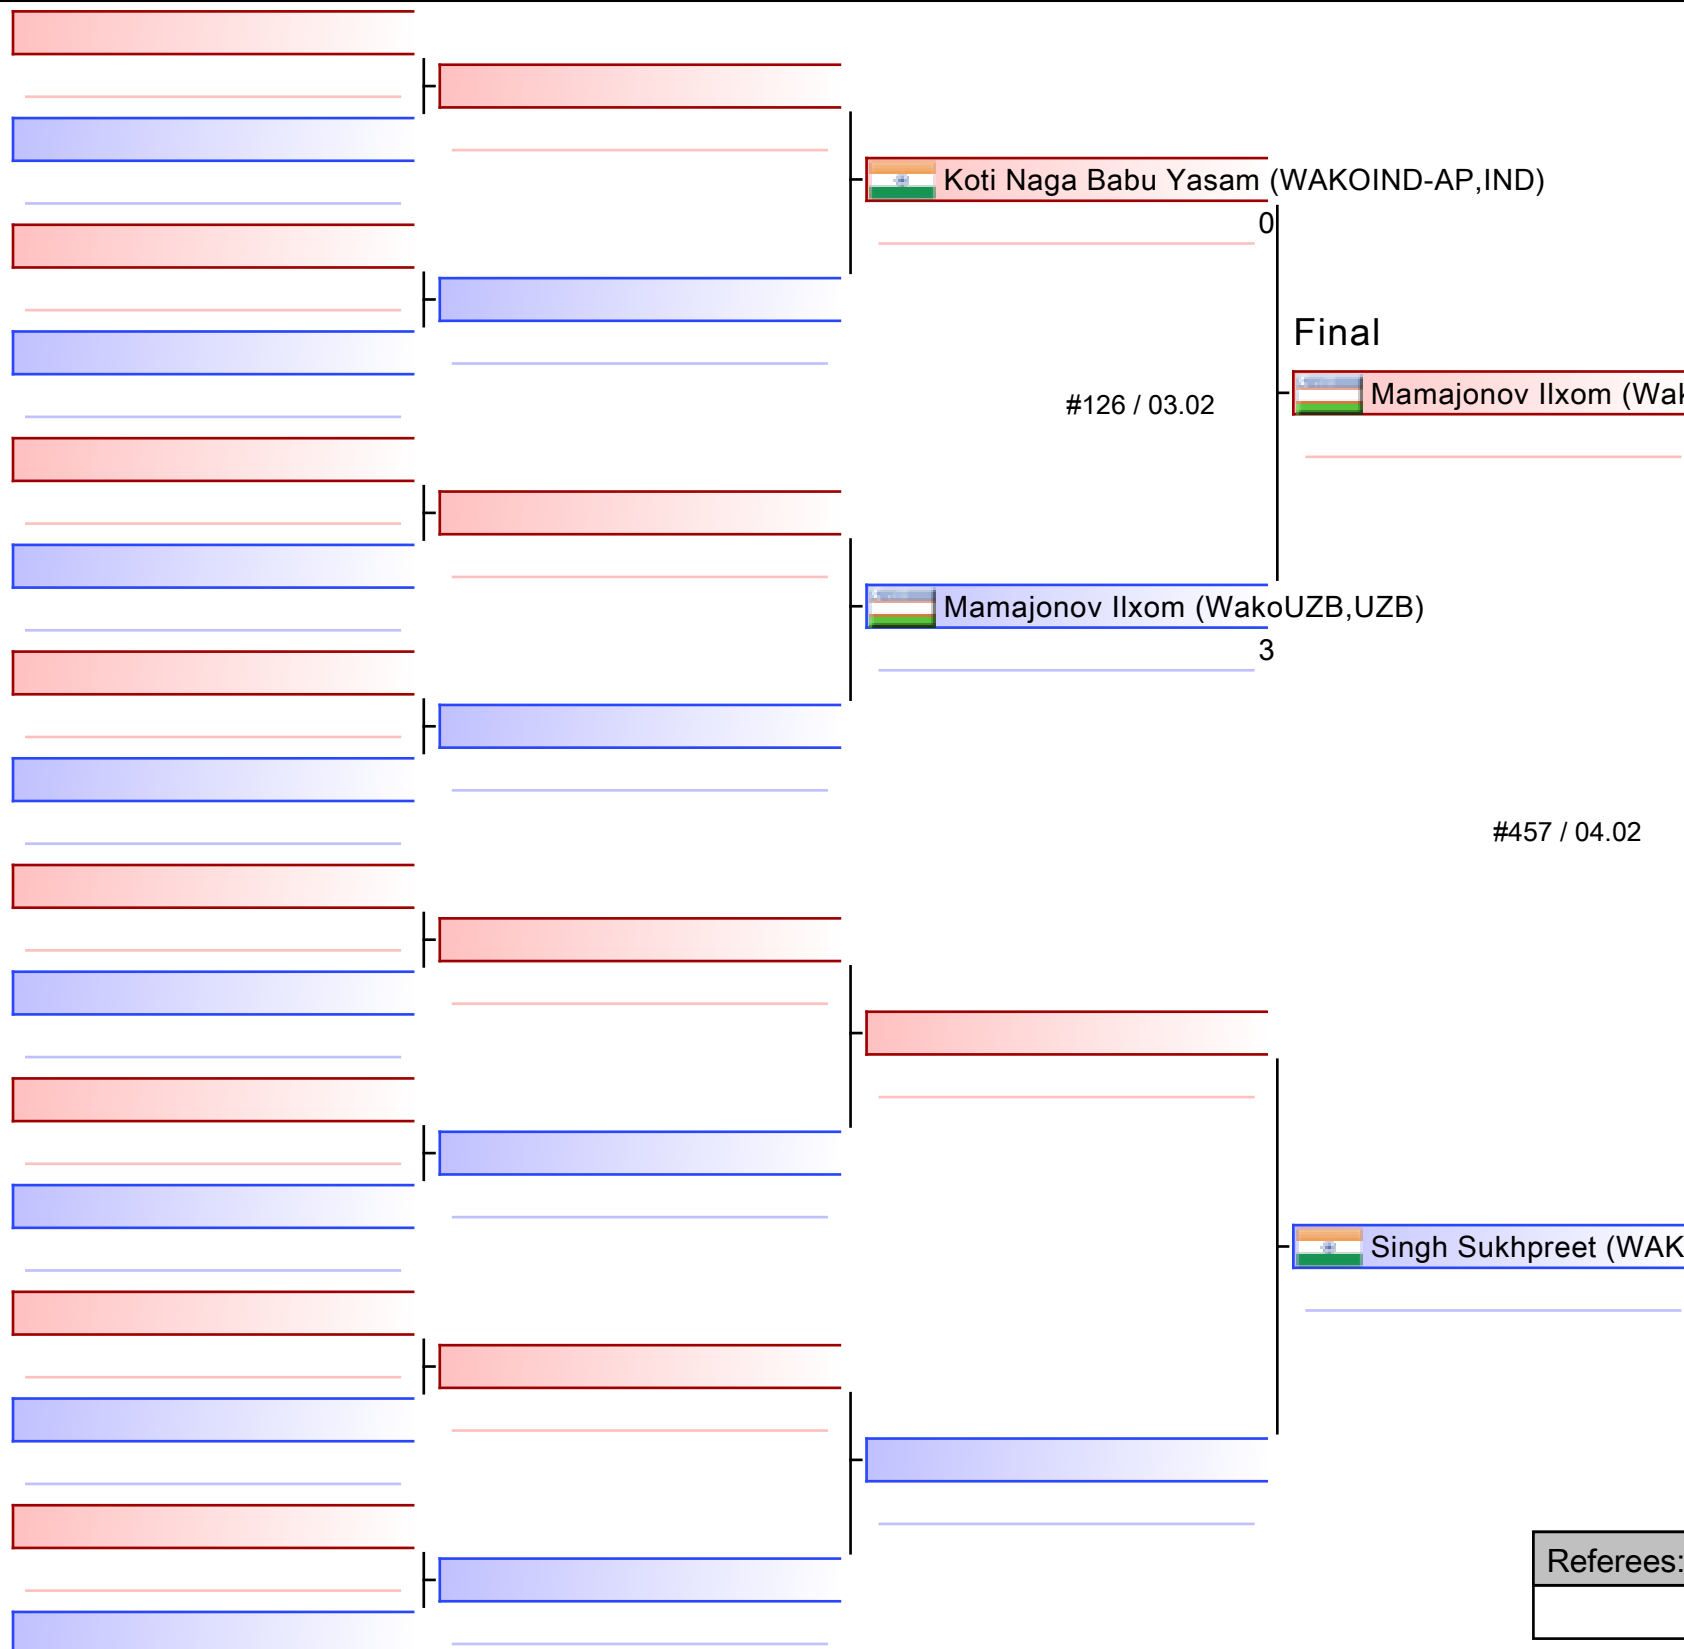 Koti Naga Babu Yasam (WAKOIND-AP,IND)
0
Final
Mamajonov Ilxom (Wak
#126 / 03.02
Mamajonov Ilxom (WakoUZB,UZB)
3
#457 / 04.02
Singh Sukhpreet (WAK
Referees: